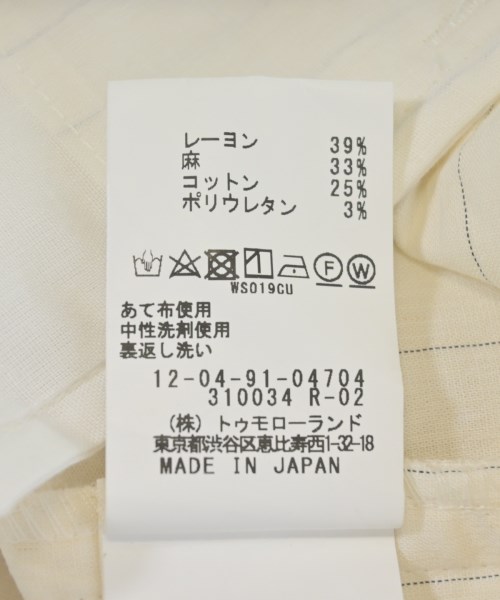 レーヨン 39%
麻 33%
コットン 25%
ポリウレタン 3%
F W
WS019CU
あて布使用
中性洗剤使用
裏返し洗い
12-04-91-04704
310034 R-02
(株)トゥモローランド
東京都渋谷区恵比寿西1-32-18
MADE IN JAPAN